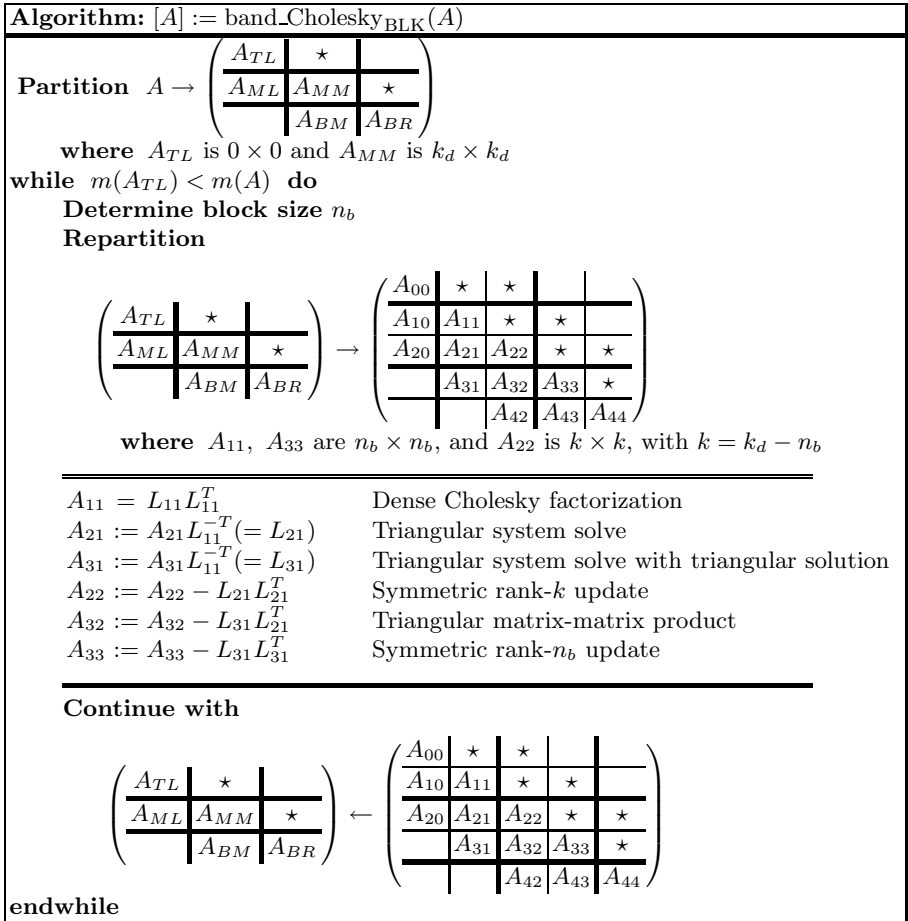 Algorithm: [A] := band_Cholesky_BLK(A)
Partition A → ( A_TL ⋆
A_ML A_MM ⋆
A_BM A_BR )
where A_TL is 0 × 0 and A_MM is k_d × k_d
while m(A_TL) < m(A) do
Determine block size n_b
Repartition
( A_TL ⋆
A_ML A_MM ⋆
A_BM A_BR ) → ( A_00 ⋆ ⋆
A_10 A_11 ⋆ ⋆
A_20 A_21 A_22 ⋆ ⋆
A_31 A_32 A_33 ⋆
A_42 A_43 A_44 )
where A_11, A_33 are n_b × n_b, and A_22 is k × k, with k = k_d − n_b
A_11 = L_11 L_11^T Dense Cholesky factorization
A_21 := A_21 L_11^{−T} (= L_21) Triangular system solve
A_31 := A_31 L_11^{−T} (= L_31) Triangular system solve with triangular solution
A_22 := A_22 − L_21 L_21^T Symmetric rank-k update
A_32 := A_32 − L_31 L_21^T Triangular matrix-matrix product
A_33 := A_33 − L_31 L_31^T Symmetric rank-n_b update
Continue with
( A_TL ⋆
A_ML A_MM ⋆
A_BM A_BR ) ← ( A_00 ⋆ ⋆
A_10 A_11 ⋆ ⋆
A_20 A_21 A_22 ⋆ ⋆
A_31 A_32 A_33 ⋆
A_42 A_43 A_44 )
endwhile